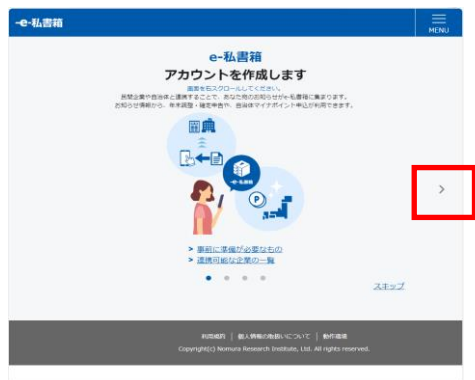 -e-私書箱
MENU
e-私書箱
アカウントを作成します
画面を右スクロールしてください。
民間企業や自治体と連携することで、あなた宛のお知らせがe-私書箱に集まります。
お知らせ情報から、年末調整・確定申告や、自治体マイナポイント申込が利用できます。
-e-私書箱
P
> 事前に準備が必要なもの
> 連携可能な企業の一覧
スキップ
利用規約 | 個人情報の取扱いについて | 動作環境
Copyright(c) Nomura Research Institute, Ltd. All rights reserved.